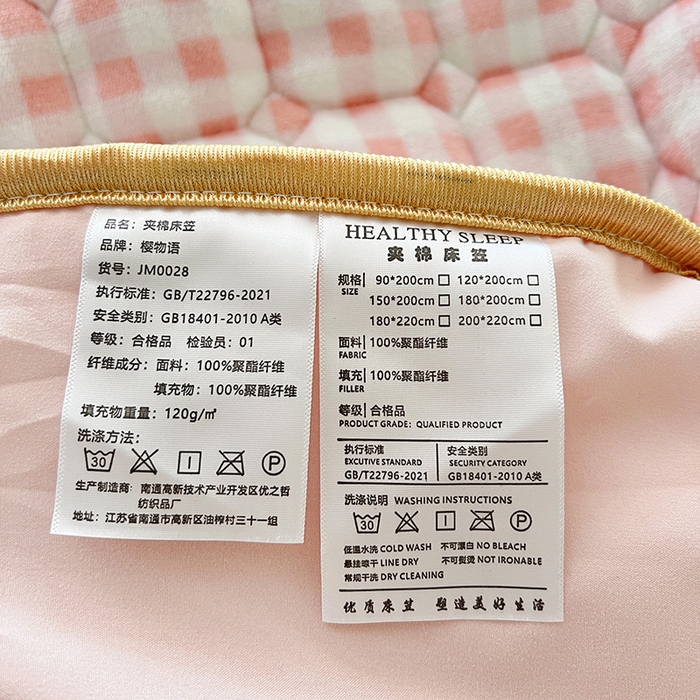 品名：夹棉床笠
品牌：樱物语
货号：JM0028
执行标准：GB/T22796-2021
安全类别：GB18401-2010 A类
等级：合格品 检验员：01
纤维成分：面料：100%聚酯纤维
填充物：100%聚酯纤维
填充物重量：120g/㎡
洗涤方法：
30 P
生产制造商：南通高新技术产业开发区优之哲
纺织品厂
地址：江苏省南通市高新区油榨村三十一组
HEALTHY SLEEP
夹棉床笠
规格 90*200cm 120*200cm
SIZE
150*200cm 180*200cm
180*220cm 200*220cm
面料 100%聚酯纤维
FABRIC
填充 100%聚酯纤维
FILLER
等级 合格品
PRODUCT GRADE: QUALIFIED PRODUCT
执行标准 安全类别
EXCUTIVE STANDARD SECURITY CATEGORY
GB/T22796-2021 GB18401-2010 A类
洗涤说明 WASHING INSTRUCTIONS
30 P
低温水洗 COLD WASH 不可漂白 NO BLEACH
悬挂晾干 LINE DRY 不可熨烫 NOT IRONABLE
常规干洗 DRY CLEANING
优质床笠 塑造美好生活